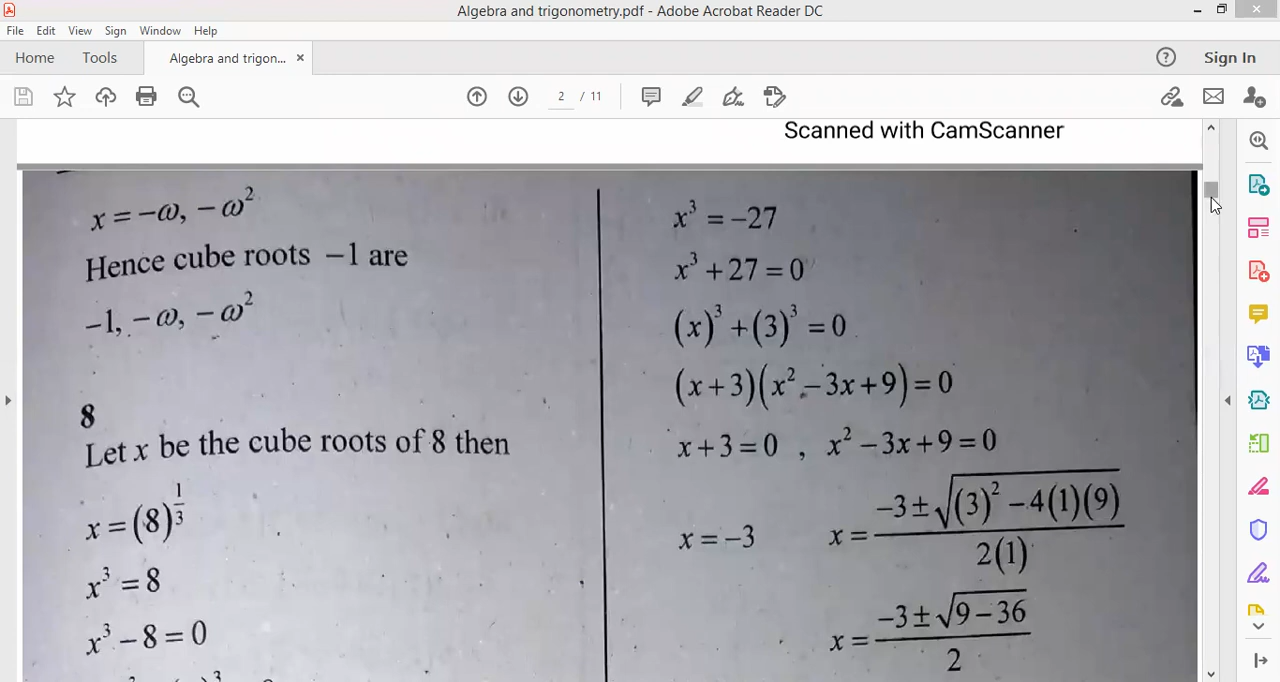 Algebra and trigonometry.pdf - Adobe Acrobat Reader DC
File Edit View Sign Window Help
Home Tools Algebra and trigon... × Sign In
2 / 11
Scanned with CamScanner
x = −ω, −ω²
Hence cube roots −1 are
−1, −ω, −ω²
8
Let x be the cube roots of 8 then
x = (8)^(1/3)
x³ = 8
x³ − 8 = 0
x³ = −27
x³ + 27 = 0
(x)³ + (3)³ = 0
(x + 3)(x² − 3x + 9) = 0
x + 3 = 0 , x² − 3x + 9 = 0
x = −3 x = (−3 ± √((3)² − 4(1)(9))) / 2(1)
x = (−3 ± √(9 − 36)) / 2